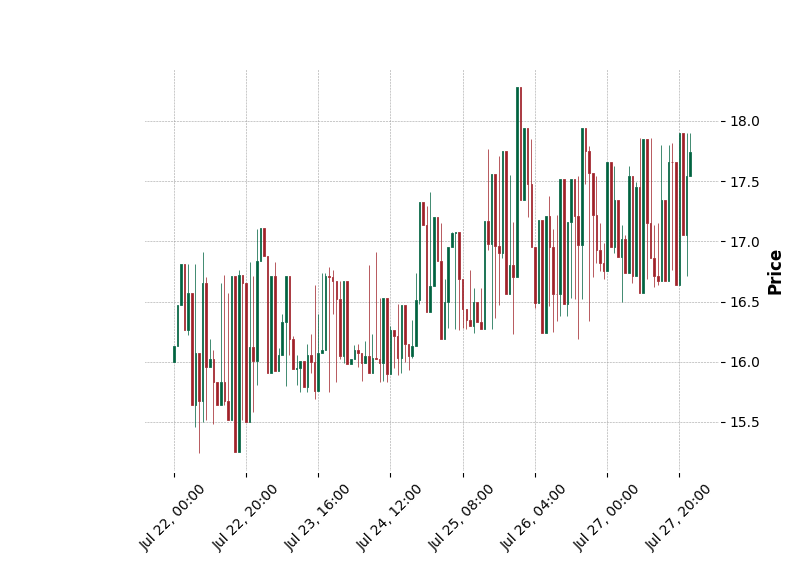 18.0
17.5
17.0
16.5
16.0
15.5
Price
Jul 22, 00:00
Jul 22, 20:00
Jul 23, 16:00
Jul 24, 12:00
Jul 25, 08:00
Jul 26, 04:00
Jul 27, 00:00
Jul 27, 20:00